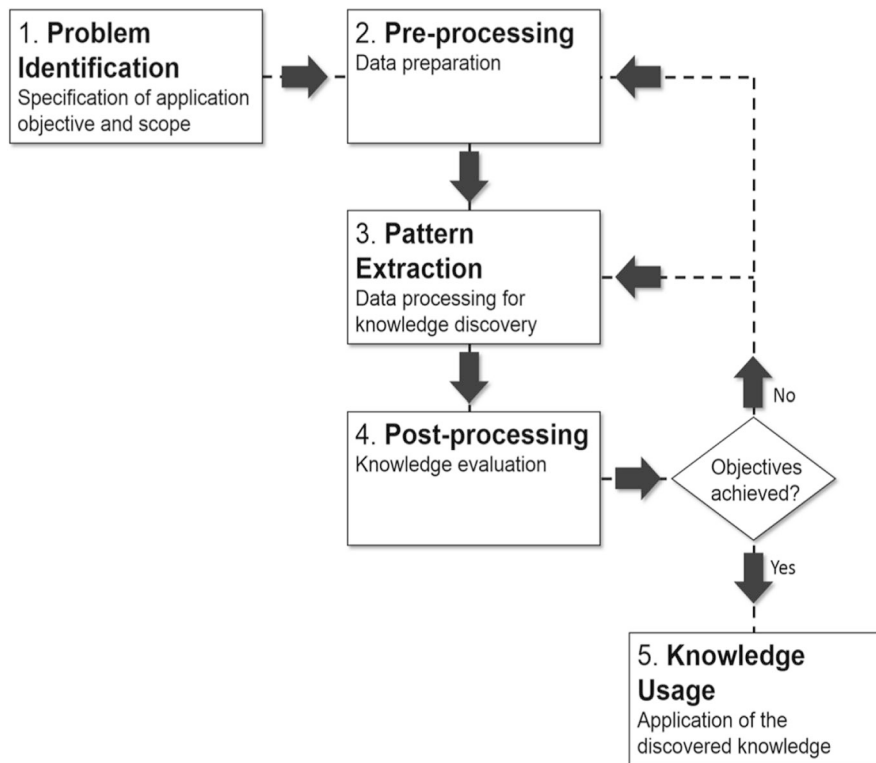 1. Problem
Identification
Specification of application
objective and scope
2. Pre-processing
Data preparation
3. Pattern
Extraction
Data processing for
knowledge discovery
4. Post-processing
Knowledge evaluation
No
Objectives
achieved?
Yes
5. Knowledge
Usage
Application of the
discovered knowledge